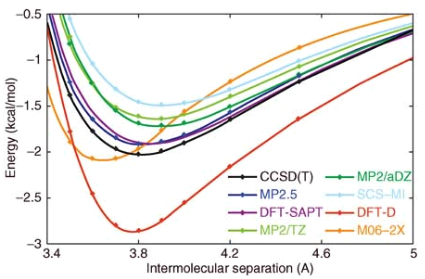 −0.5
−1
−1.5
−2
−2.5
−3
Energy (kcal/mol)
CCSD(T)
MP2.5
DFT-SAPT
MP2/TZ
MP2/aDZ
SCS−MI
DFT-D
M06−2X
3.4 3.8 4.2 4.6 5
Intermolecular separation (A)